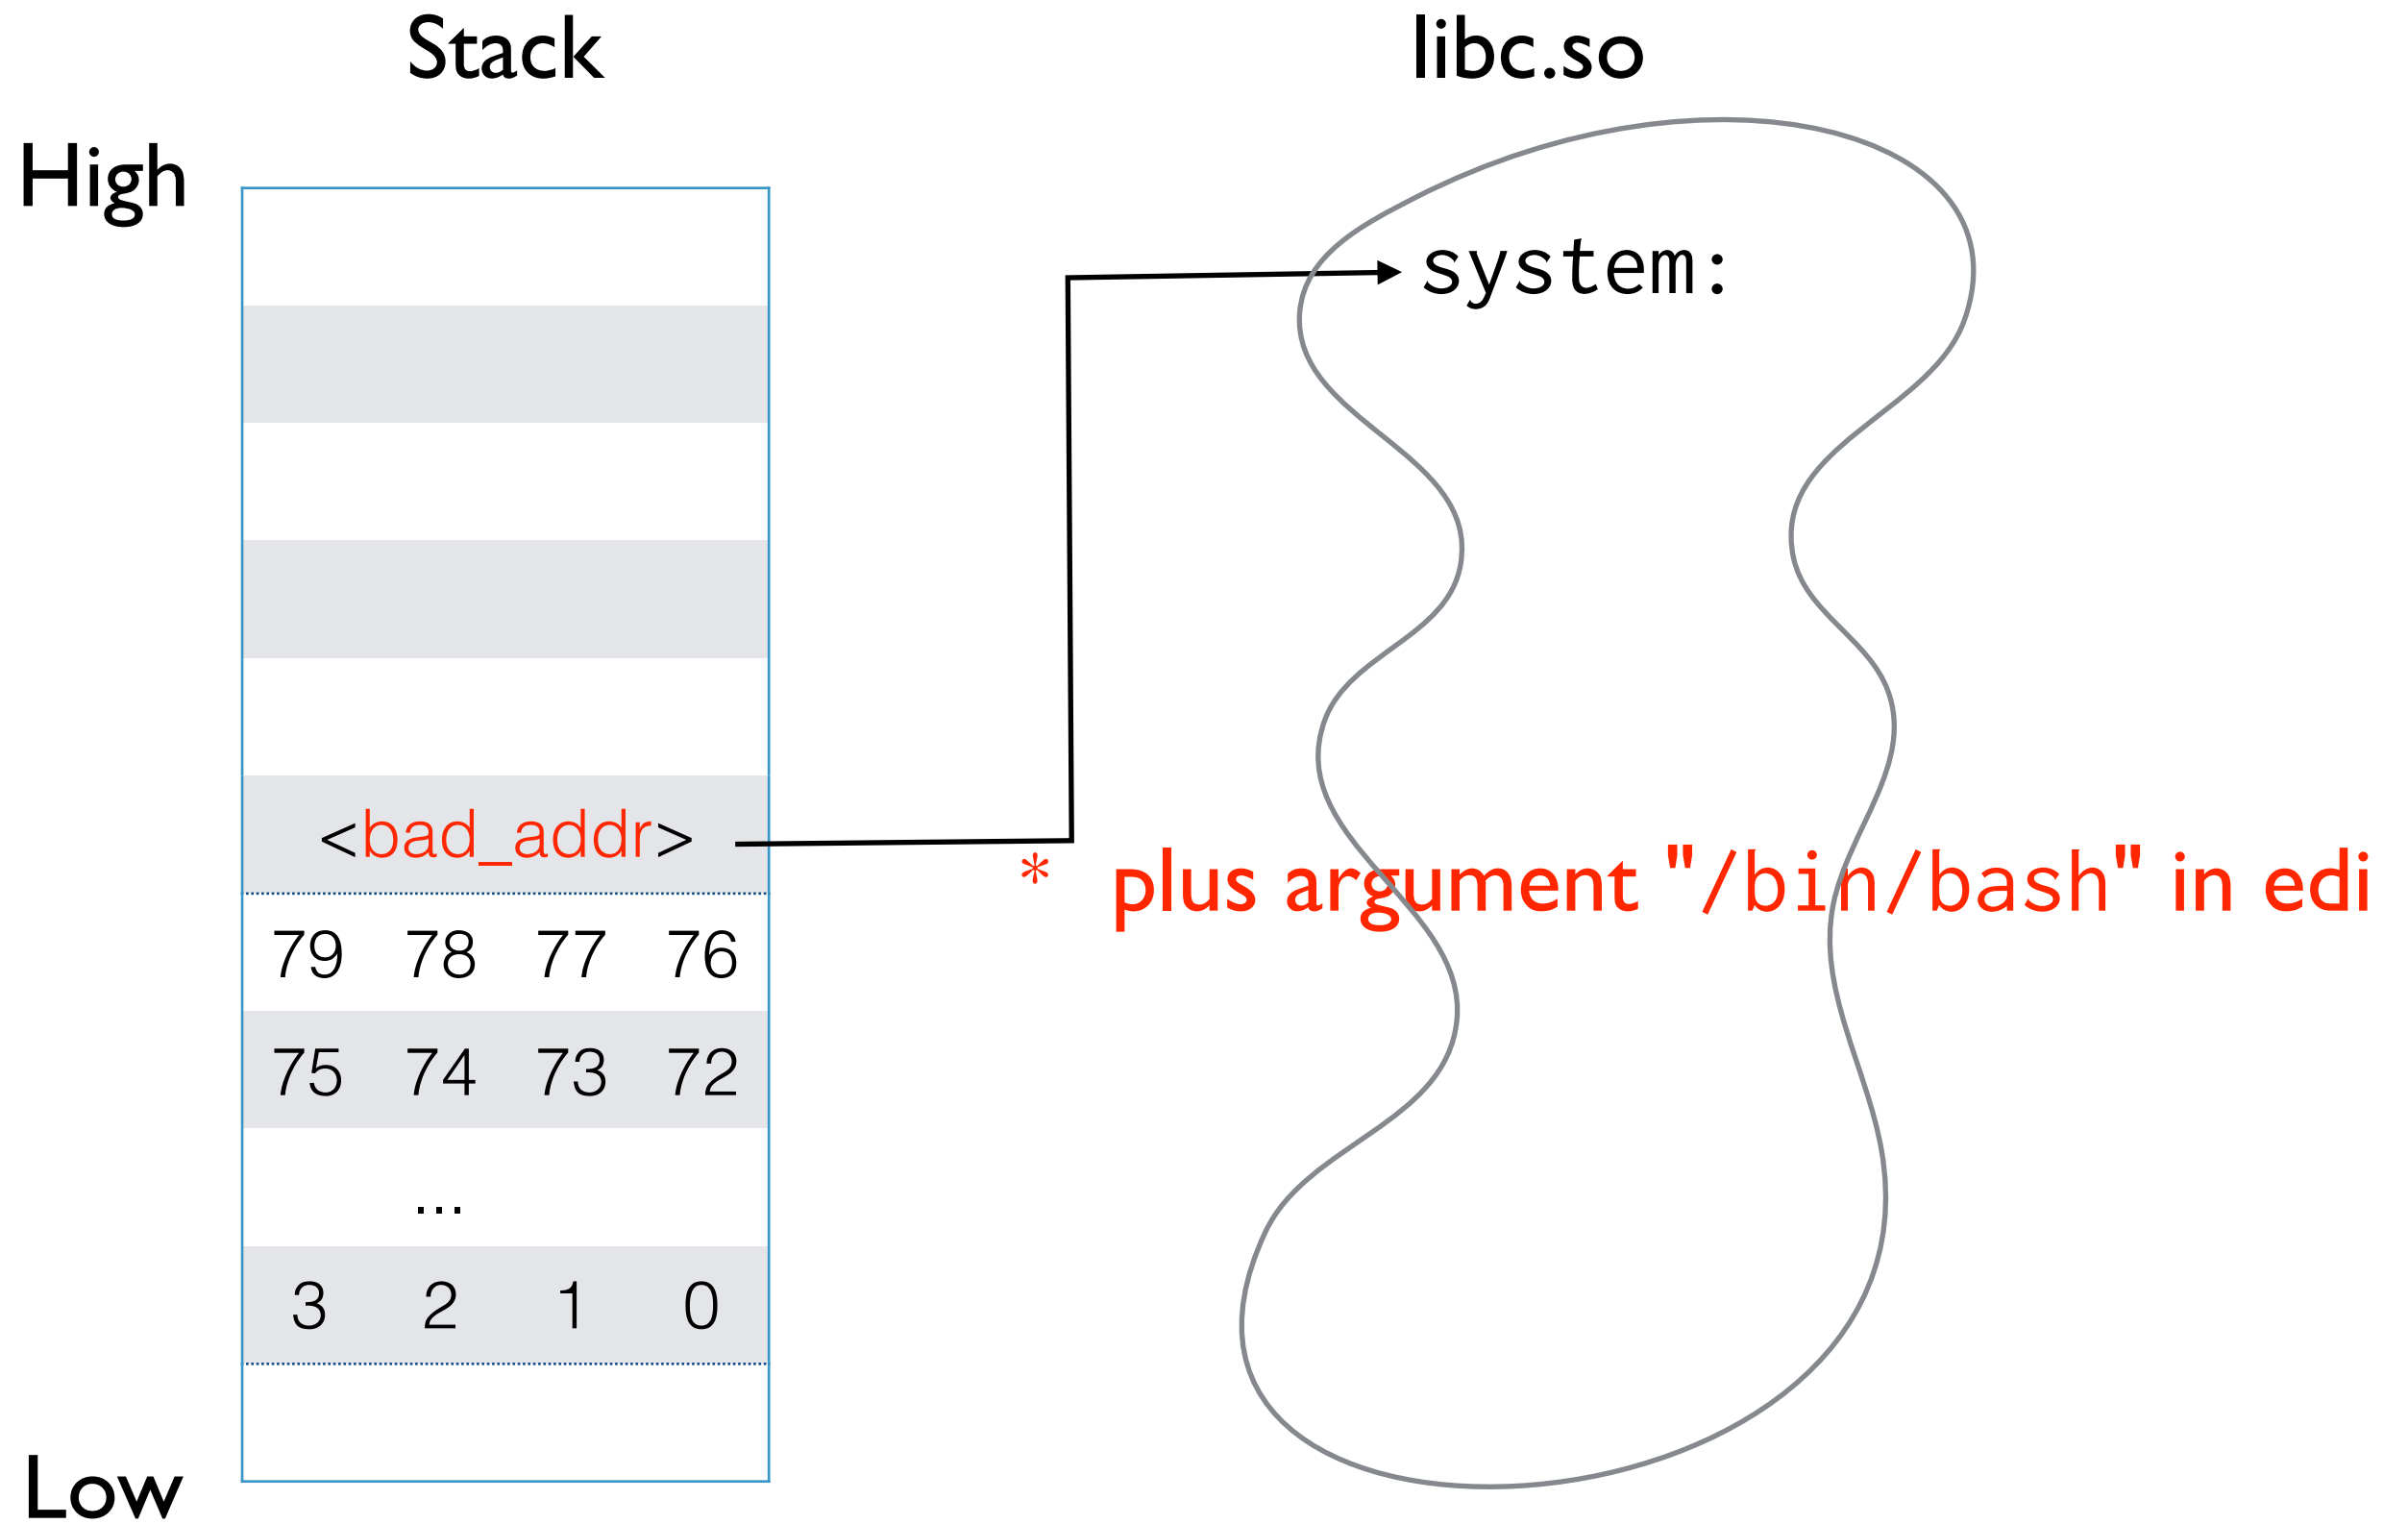 Stack
libc.so
High
system:
<bad_addr>
* plus argument "/bin/bash" in edi
79 78 77 76
75 74 73 72
...
3 2 1 0
Low